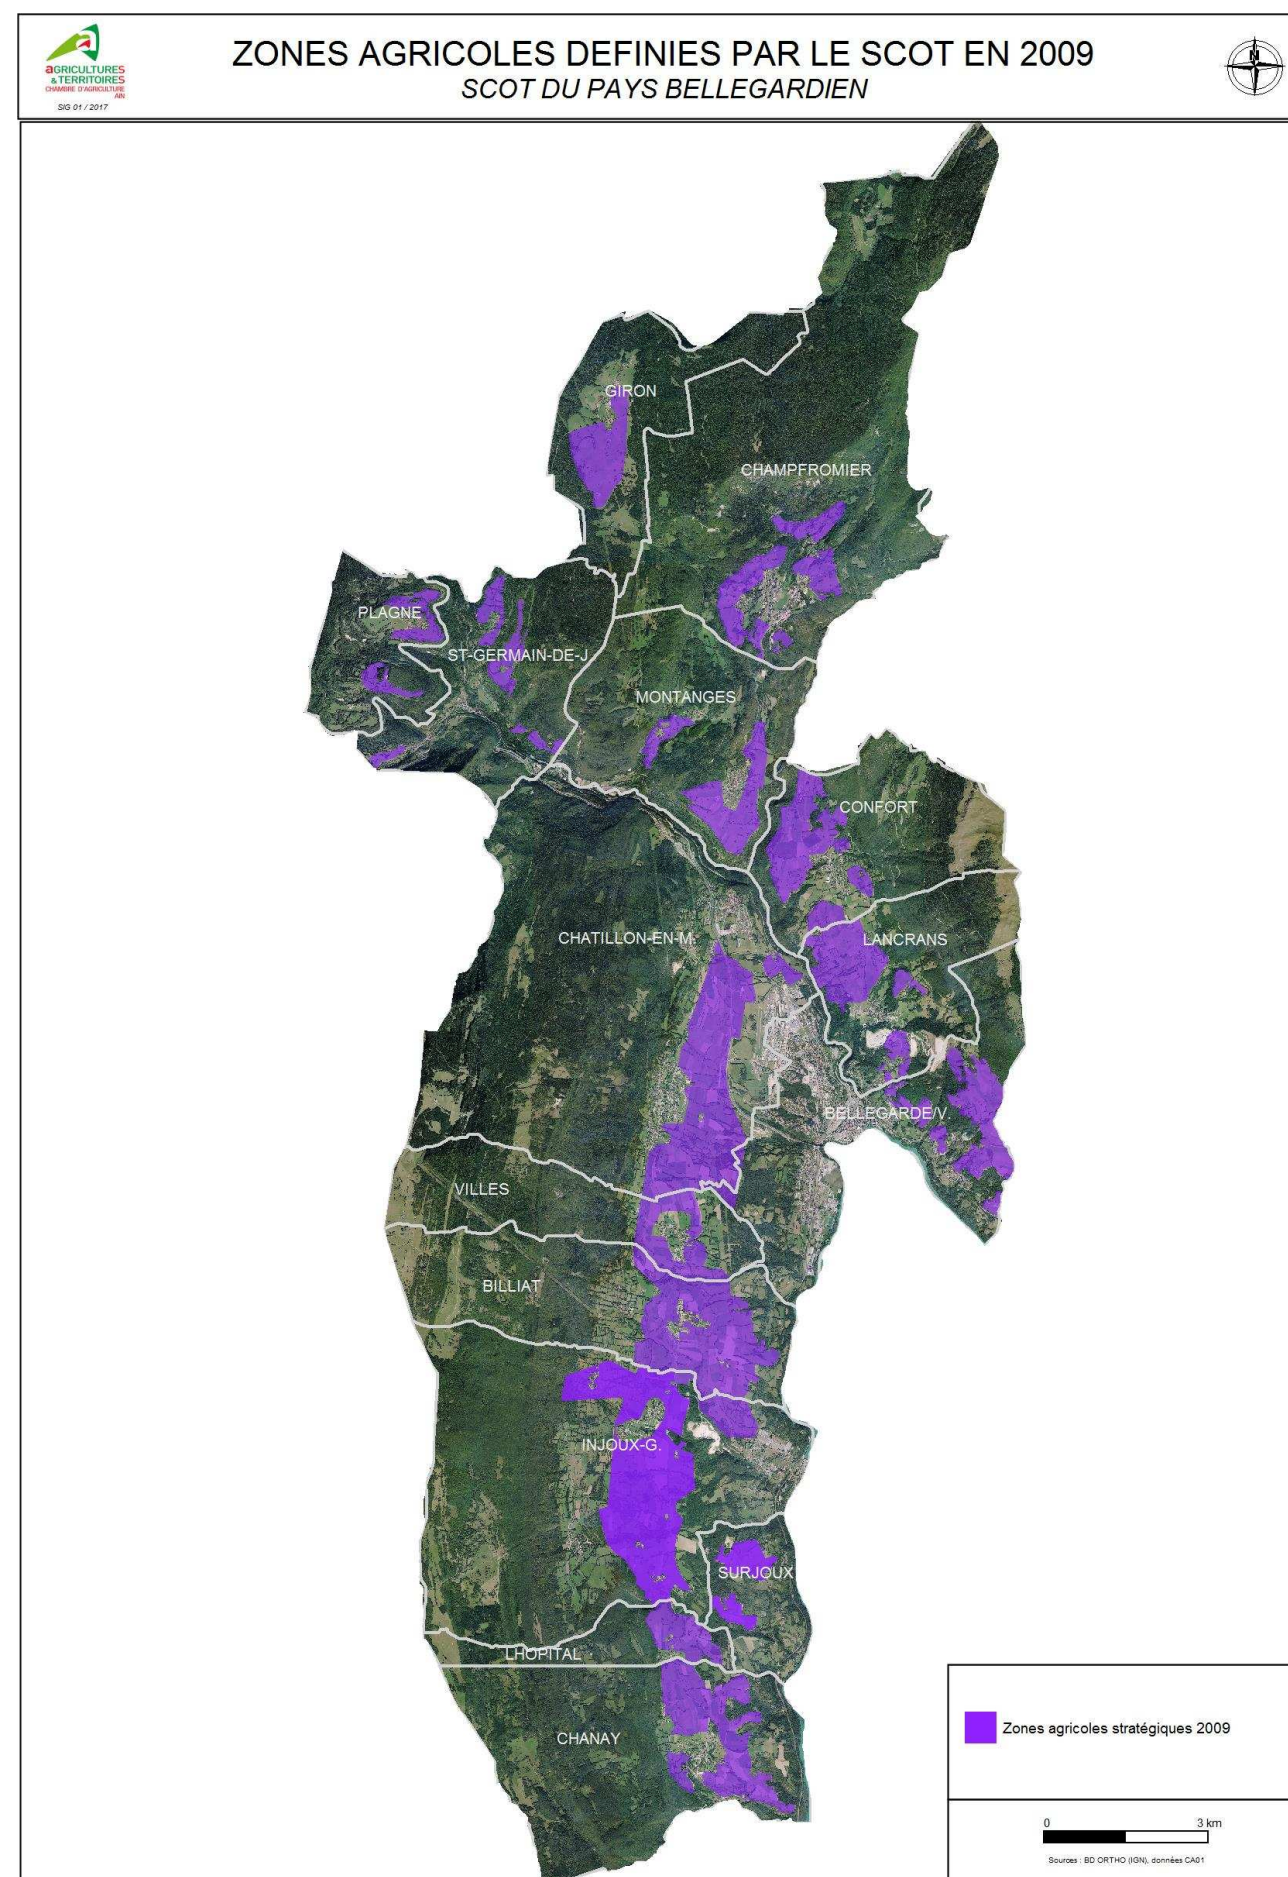 aGRICULTURES
& TERRITOIRES
CHAMBRE D'AGRICULTURE
AIN
SIG 01 / 2017
ZONES AGRICOLES DEFINIES PAR LE SCOT EN 2009
SCOT DU PAYS BELLEGARDIEN
N
GIRON
CHAMPFROMIER
PLAGNE
ST-GERMAIN-DE-J.
MONTANGES
CONFORT
CHATILLON-EN-M.
LANCRANS
BELLEGARDE/V.
VILLES
BILLIAT
INJOUX-G.
SURJOUX
LHOPITAL
CHANAY
Zones agricoles stratégiques 2009
0 3 km
Sources : BD ORTHO (IGN), données CA01